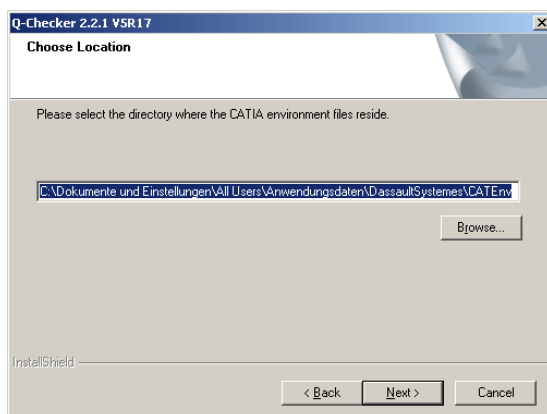 Q-Checker 2.2.1 V5R17
Choose Location
Please select the directory where the CATIA environment files reside.
C:\Dokumente und Einstellungen\All Users\Anwendungsdaten\DassaultSystemes\CATEnv
Browse...
InstallShield
< Back
Next >
Cancel